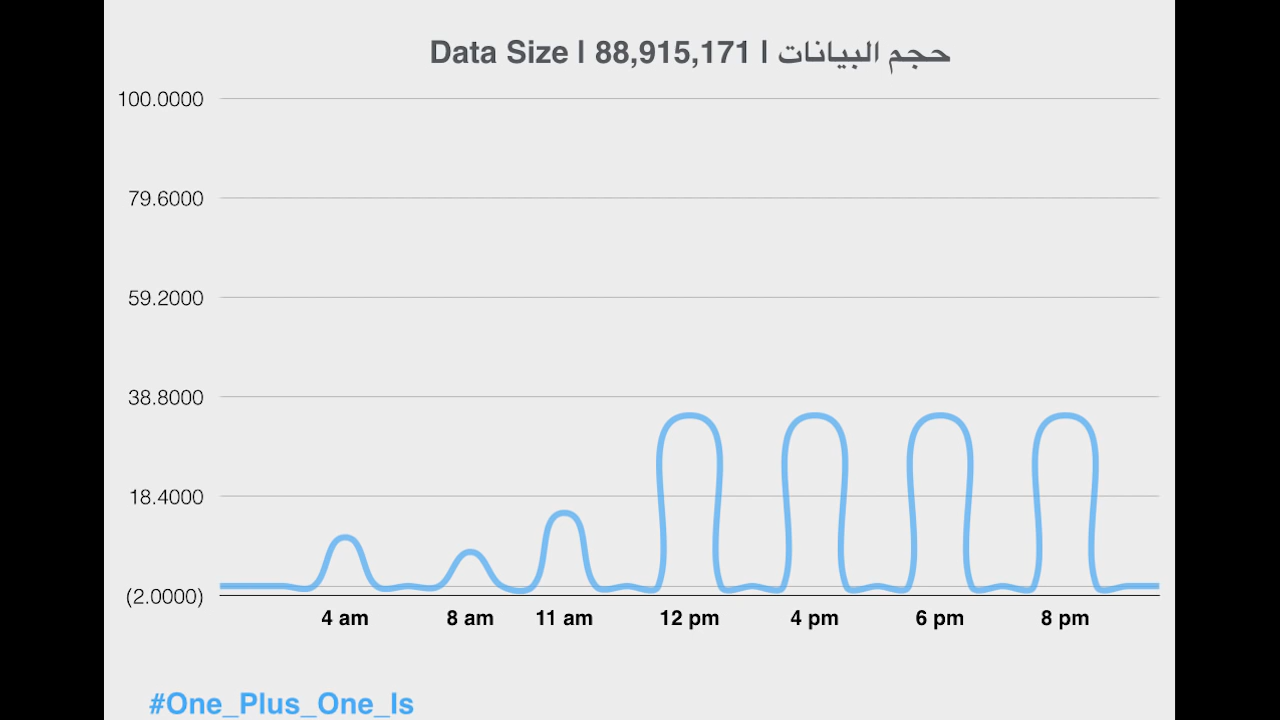 Data Size | 88,915,171 | حجم البيانات
100.0000
79.6000
59.2000
38.8000
18.4000
(2.0000)
4 am 8 am 11 am 12 pm 4 pm 6 pm 8 pm
#One_Plus_One_Is